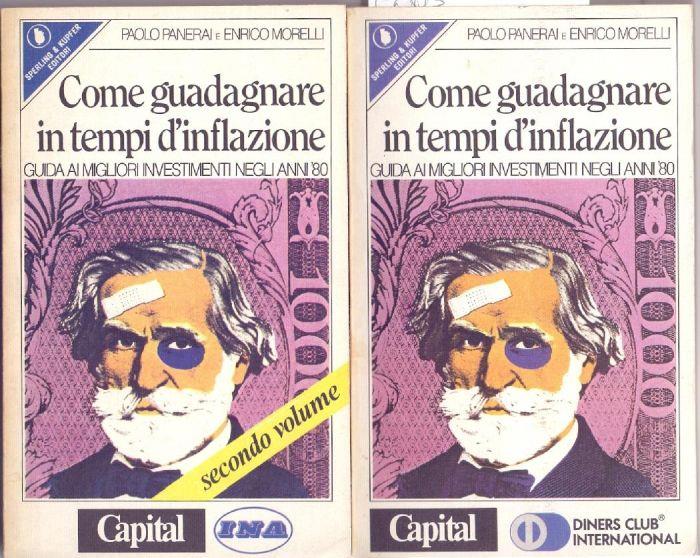 SPERLING & KUPFER
EDITORI
PAOLO PANERAI E ENRICO MORELLI
Come guadagnare
in tempi d'inflazione
GUIDA AI MIGLIORI INVESTIMENTI NEGLI ANNI '80
1000
secondo volume
Capital
INA
SPERLING & KUPFER
EDITORI
PAOLO PANERAI E ENRICO MORELLI
Come guadagnare
in tempi d'inflazione
GUIDA AI MIGLIORI INVESTIMENTI NEGLI ANNI '80
1000
Capital
DINERS CLUB®
INTERNATIONAL